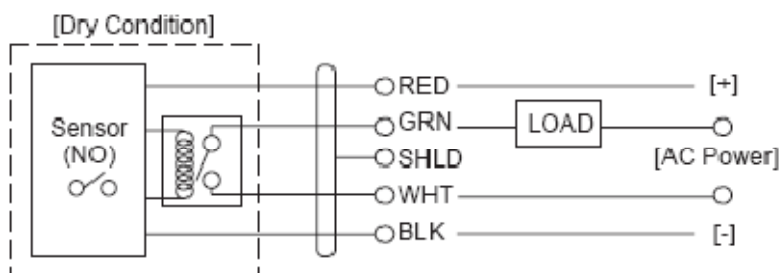 [Dry Condition]
Sensor
(NO)
RED
[+]
GRN
LOAD
SHLD
[AC Power]
WHT
BLK
[-]